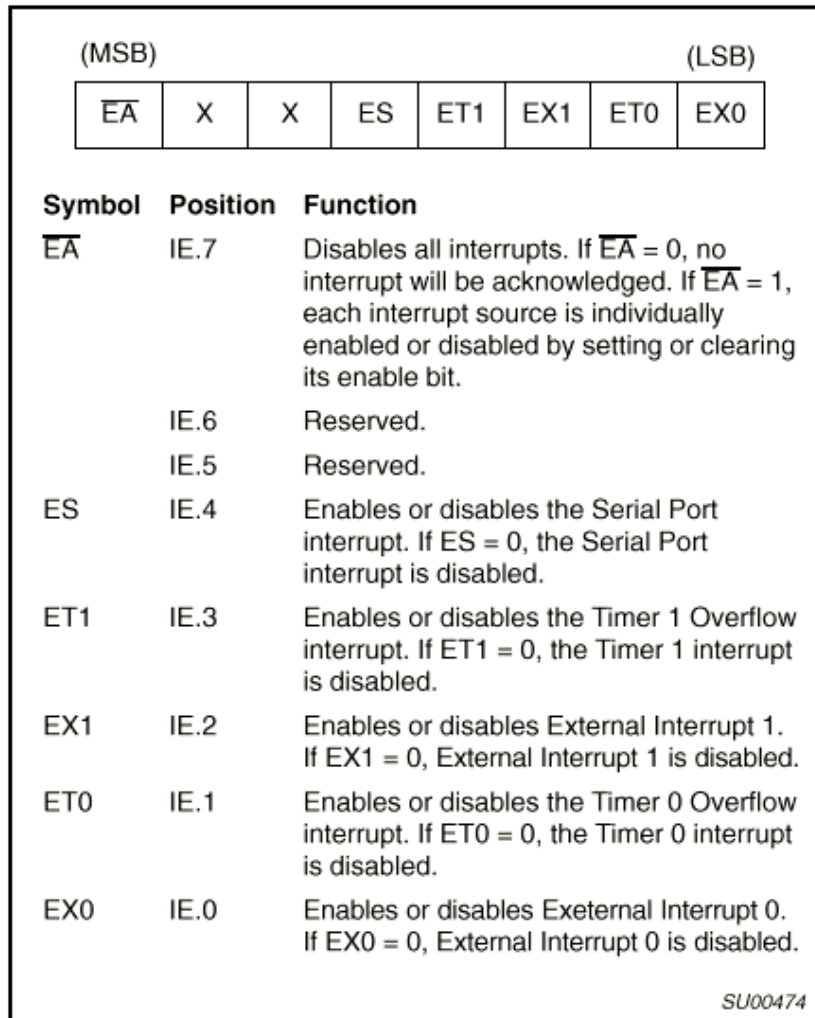 (MSB) (LSB)
E̅A̅ X X ES ET1 EX1 ET0 EX0
Symbol Position Function
E̅A̅ IE.7 Disables all interrupts. If E̅A̅ = 0, no
interrupt will be acknowledged. If E̅A̅ = 1,
each interrupt source is individually
enabled or disabled by setting or clearing
its enable bit.
IE.6 Reserved.
IE.5 Reserved.
ES IE.4 Enables or disables the Serial Port
interrupt. If ES = 0, the Serial Port
interrupt is disabled.
ET1 IE.3 Enables or disables the Timer 1 Overflow
interrupt. If ET1 = 0, the Timer 1 interrupt
is disabled.
EX1 IE.2 Enables or disables External Interrupt 1.
If EX1 = 0, External Interrupt 1 is disabled.
ET0 IE.1 Enables or disables the Timer 0 Overflow
interrupt. If ET0 = 0, the Timer 0 interrupt
is disabled.
EX0 IE.0 Enables or disables Exeternal Interrupt 0.
If EX0 = 0, External Interrupt 0 is disabled.
SU00474